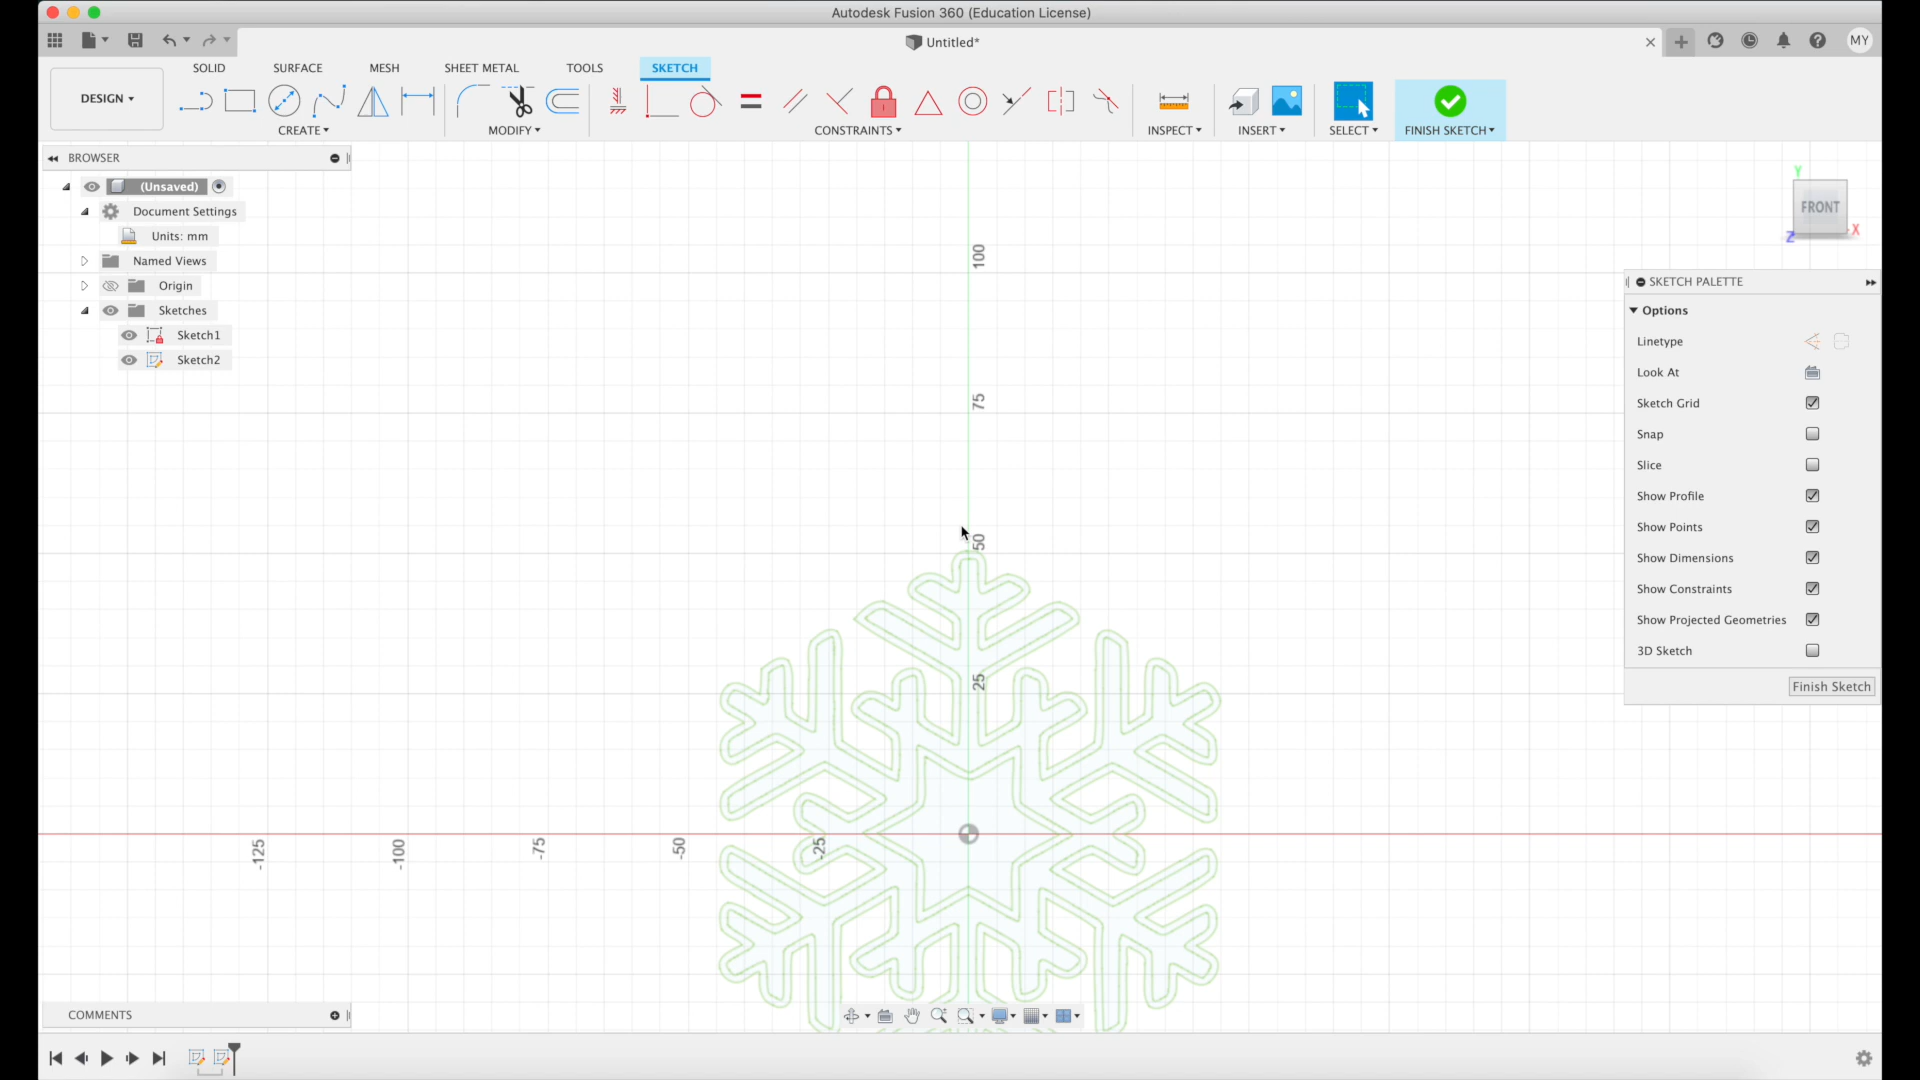 Autodesk Fusion 360 (Education License)
Untitled*
MY
SOLID
SURFACE
MESH
SHEET METAL
TOOLS
SKETCH
DESIGN
CREATE
MODIFY
CONSTRAINTS
INSPECT
INSERT
SELECT
FINISH SKETCH
BROWSER
(Unsaved)
Document Settings
Units: mm
Named Views
Origin
Sketches
Sketch1
Sketch2
Y
FRONT
X
Z
100
75
50
25
-125
-100
-75
-50
-25
SKETCH PALETTE
Options
Linetype
Look At
Sketch Grid
Snap
Slice
Show Profile
Show Points
Show Dimensions
Show Constraints
Show Projected Geometries
3D Sketch
Finish Sketch
COMMENTS